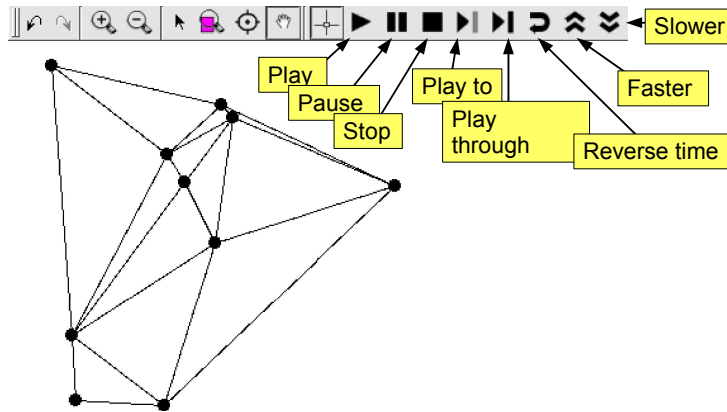 Slower
Play
Pause
Stop
Play to
Play
through
Faster
Reverse time